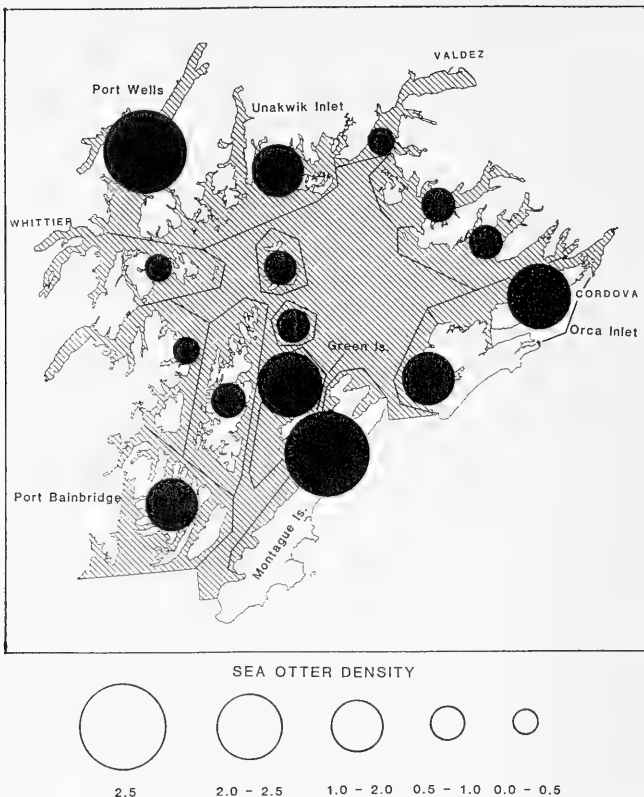 VALDEZ
Port Wells
Unakwik Inlet
WHITTIER
CORDOVA
Orca Inlet
Green Is.
Port Bainbridge
Montague Is.
SEA OTTER DENSITY
2.5 2.0 - 2.5 1.0 - 2.0 0.5 - 1.0 0.0 - 0.5